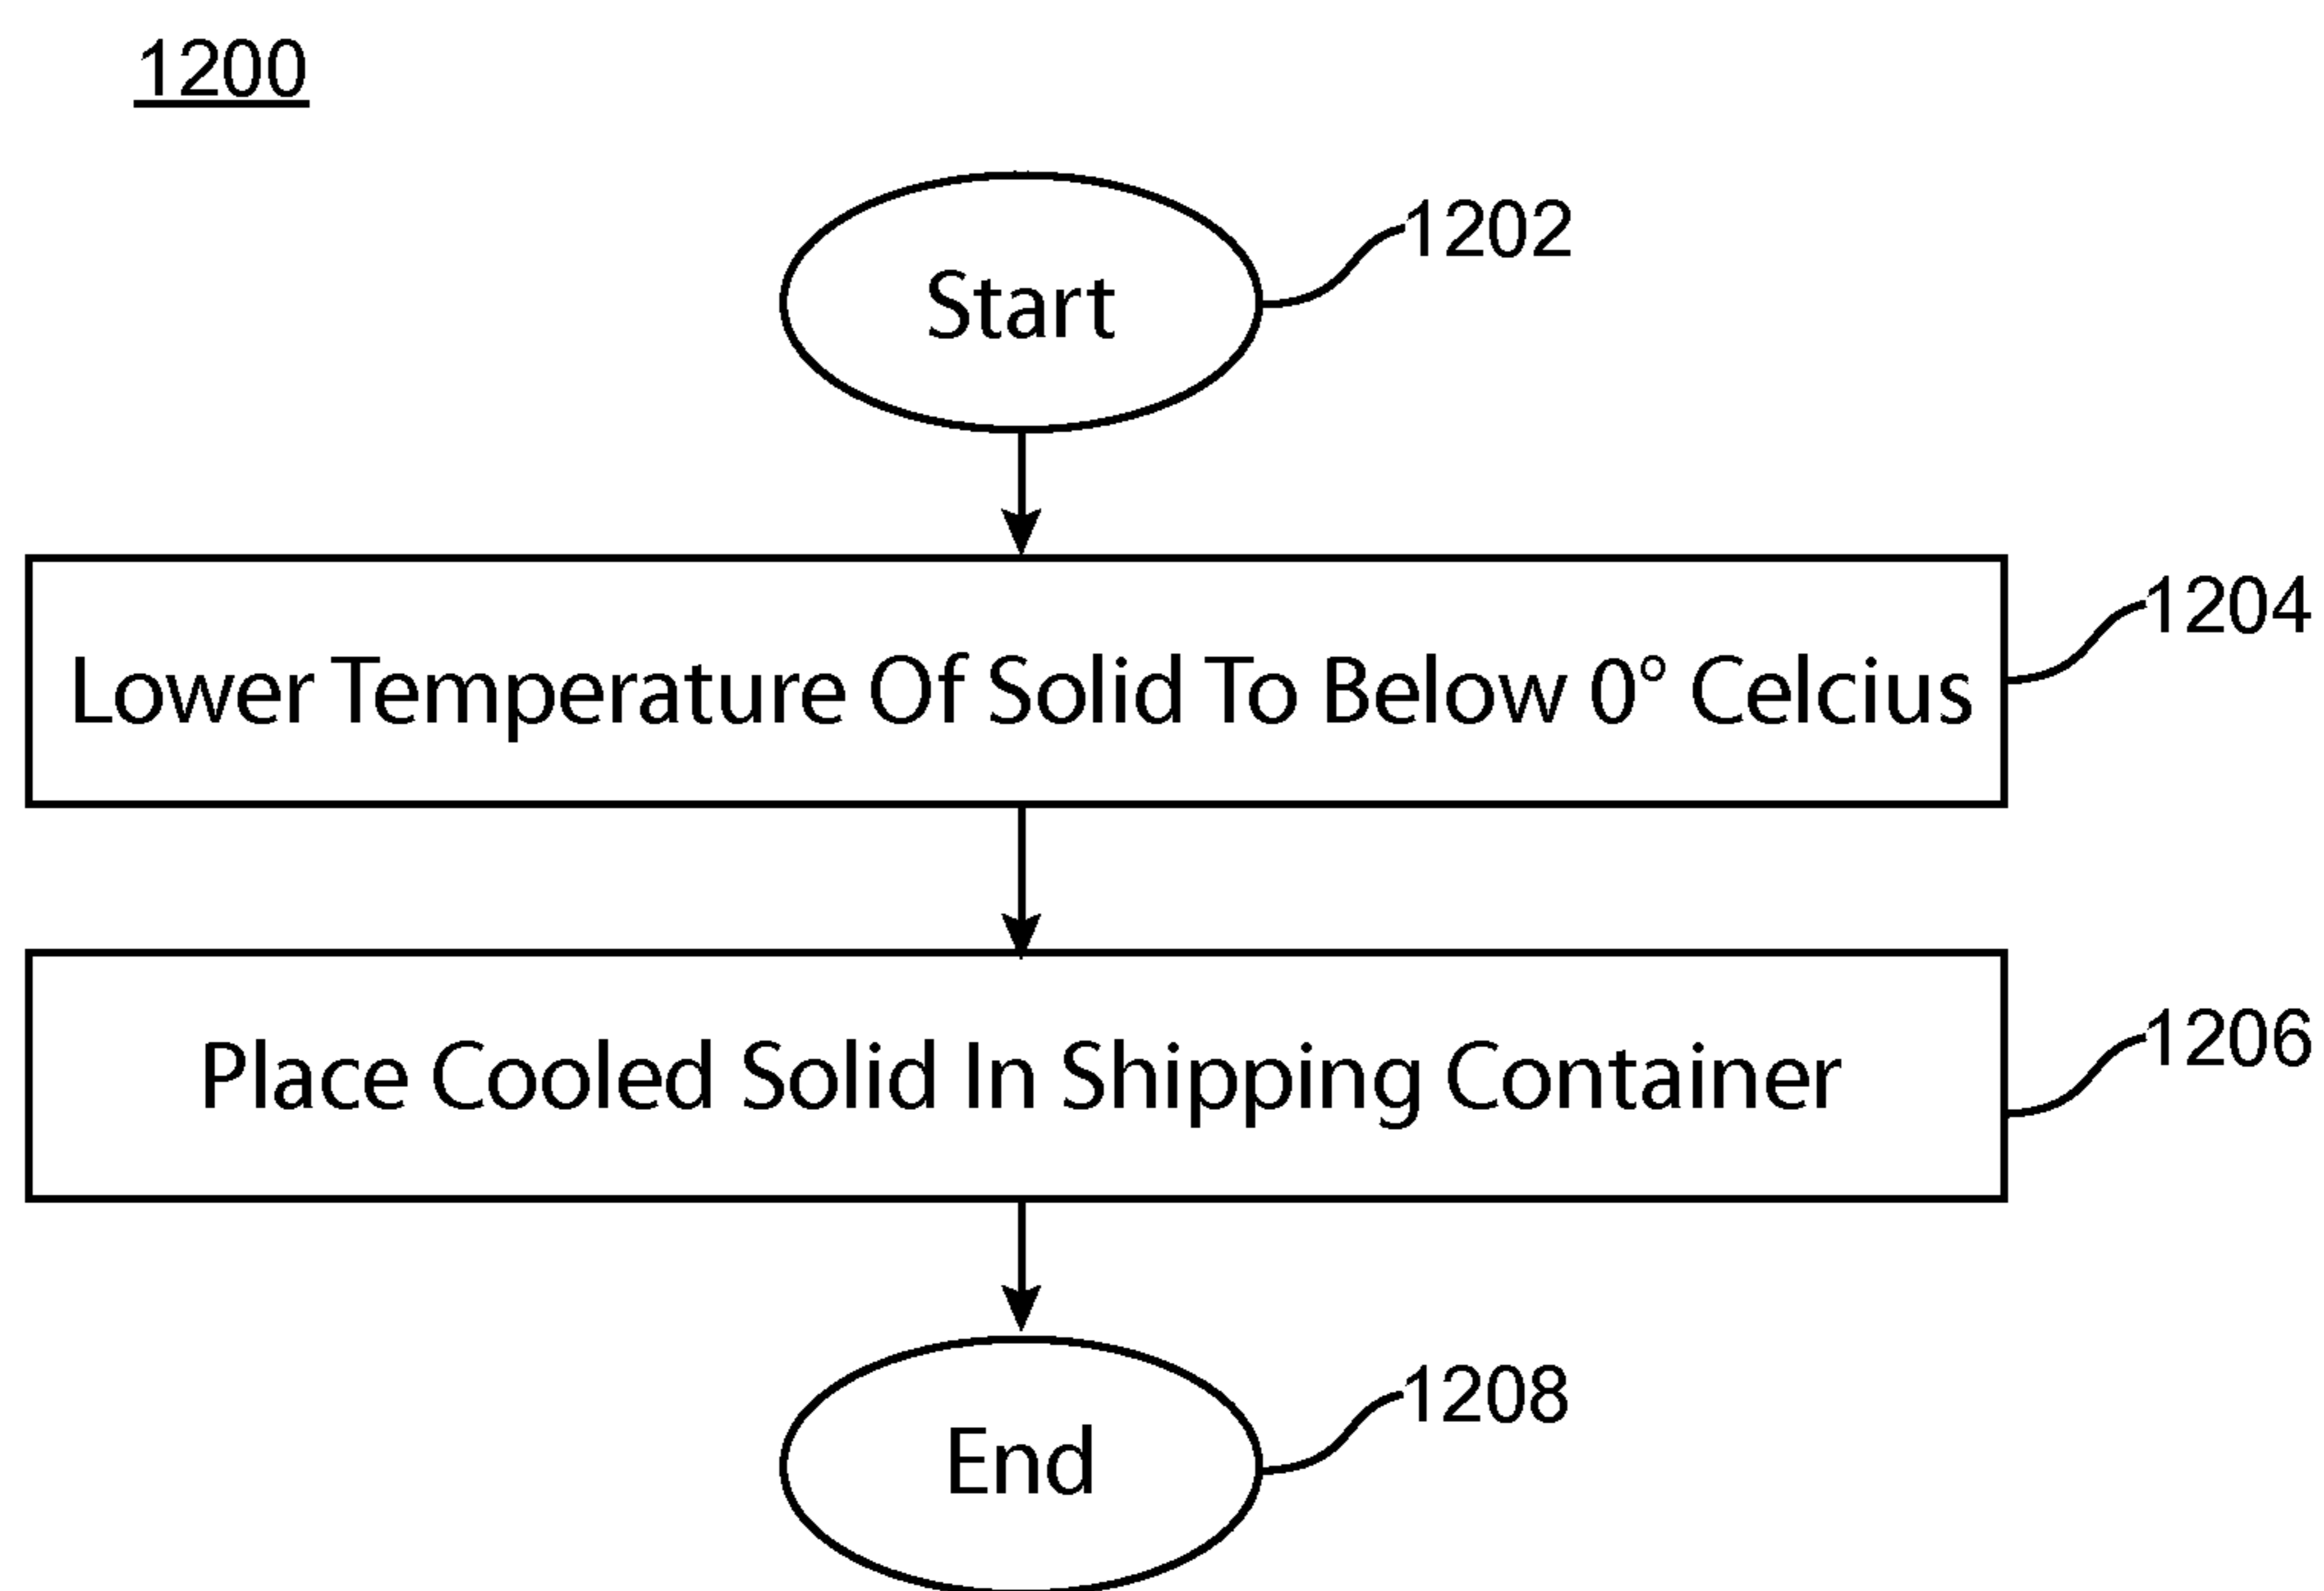 1200
Start
1202
Lower Temperature Of Solid To Below 0° Celcius
1204
Place Cooled Solid In Shipping Container
1206
End
1208